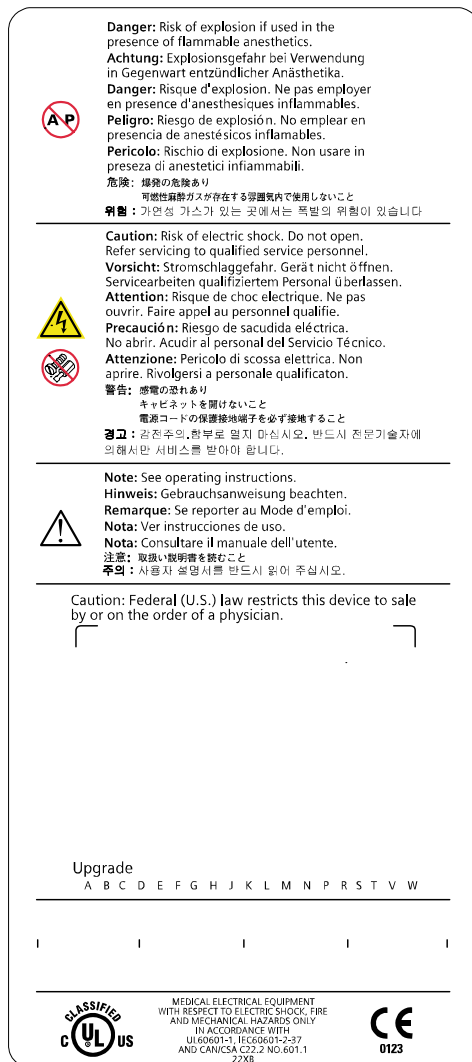 Danger: Risk of explosion if used in the
presence of flammable anesthetics.
Achtung: Explosionsgefahr bei Verwendung
in Gegenwart entzündlicher Anästhetika.
Danger: Risque d'explosion. Ne pas employer
en presence d'anesthesiques inflammables.
Peligro: Riesgo de explosión. No emplear en
presencia de anestésicos inflamables.
Pericolo: Rischio di esplosione. Non usare in
preseza di anestetici infiammabili.
危険: 爆発の危険あり
可燃性麻酔ガスが存在する雰囲気内で使用しないこと
위험 : 가연성 가스가 있는 곳에서는 폭발의 위험이 있습니다
AP
Caution: Risk of electric shock. Do not open.
Refer servicing to qualified service personnel.
Vorsicht: Stromschlaggefahr. Gerät nicht öffnen.
Servicearbeiten qualifiziertem Personal überlassen.
Attention: Risque de choc electrique. Ne pas
ouvrir. Faire appel au personnel qualifie.
Precaución: Riesgo de sacudida eléctrica.
No abrir. Acudir al personal del Servicio Técnico.
Attenzione: Pericolo di scossa elettrica. Non
aprire. Rivolgersi a personale qualificaton.
警告: 感電の恐れあり
キャビネットを開けないこと
電源コードの保護接地端子を必ず接地すること
경고 : 감전주의.함부로 열지 마십시오. 반드시 전문기술자에
의해서만 서비스를 받아야 합니다.
Note: See operating instructions.
Hinweis: Gebrauchsanweisung beachten.
Remarque: Se reporter au Mode d'emploi.
Nota: Ver instrucciones de uso.
Nota: Consultare il manuale dell'utente.
注意: 取扱い説明書を読むこと
주의 : 사용자 설명서를 반드시 읽어 주십시오.
Caution: Federal (U.S.) law restricts this device to sale
by or on the order of a physician.
Upgrade
A B C D E F G H J K L M N P R S T V W
CLASSIFIED
C UL US
MEDICAL ELECTRICAL EQUIPMENT
WITH RESPECT TO ELECTRIC SHOCK, FIRE
AND MECHANICAL HAZARDS ONLY
IN ACCORDANCE WITH
UL60601-1, IEC60601-2-37
AND CAN/CSA C22.2 NO.601.1
22XB
CE
0123